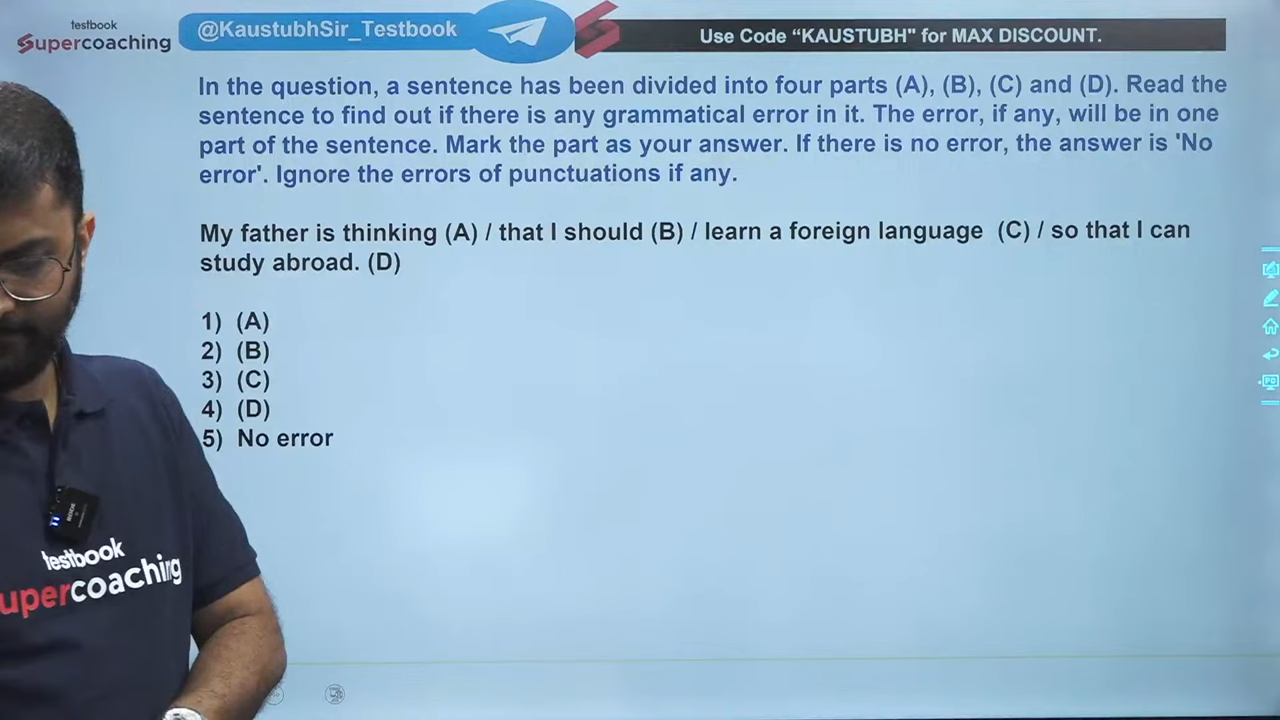 testbook
Supercoaching
@KaustubhSir_Testbook
Use Code “KAUSTUBH" for MAX DISCOUNT.
In the question, a sentence has been divided into four parts (A), (B), (C) and (D). Read the
sentence to find out if there is any grammatical error in it. The error, if any, will be in one
part of the sentence. Mark the part as your answer. If there is no error, the answer is 'No
error'. Ignore the errors of punctuations if any.
My father is thinking (A) / that I should (B) / learn a foreign language (C) / so that I can
study abroad. (D)
1) (A)
2) (B)
3) (C)
4) (D)
5) No error
testbook
upercoaching